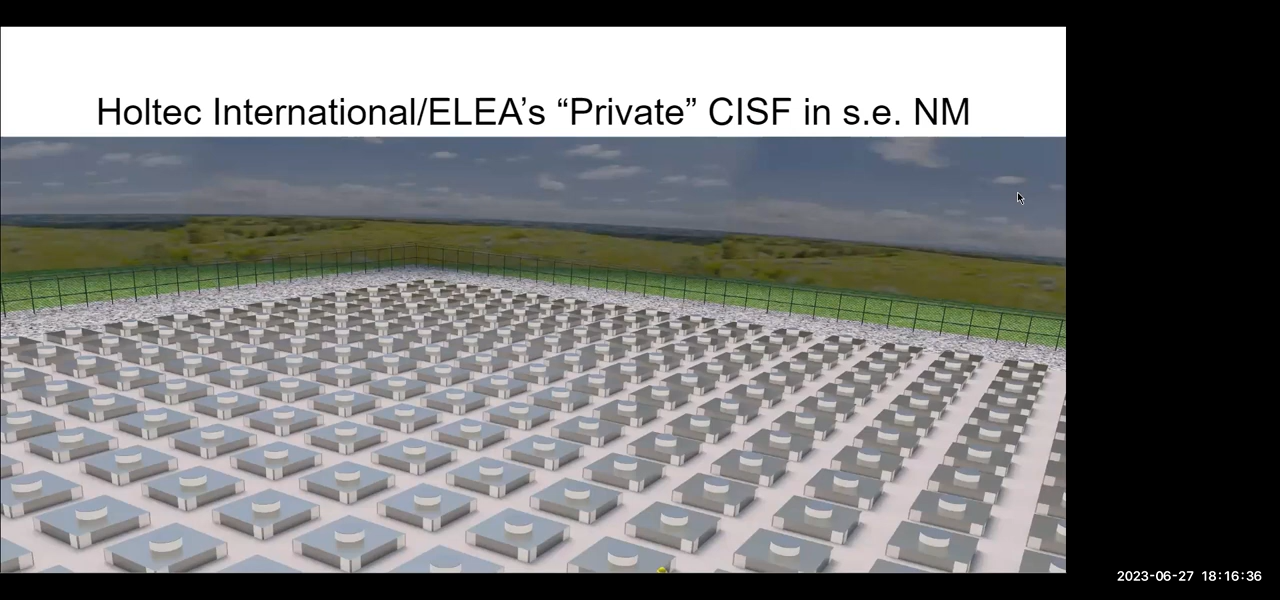 Holtec International/ELEA’s “Private” CISF in s.e. NM
2023-06-27 18:16:36